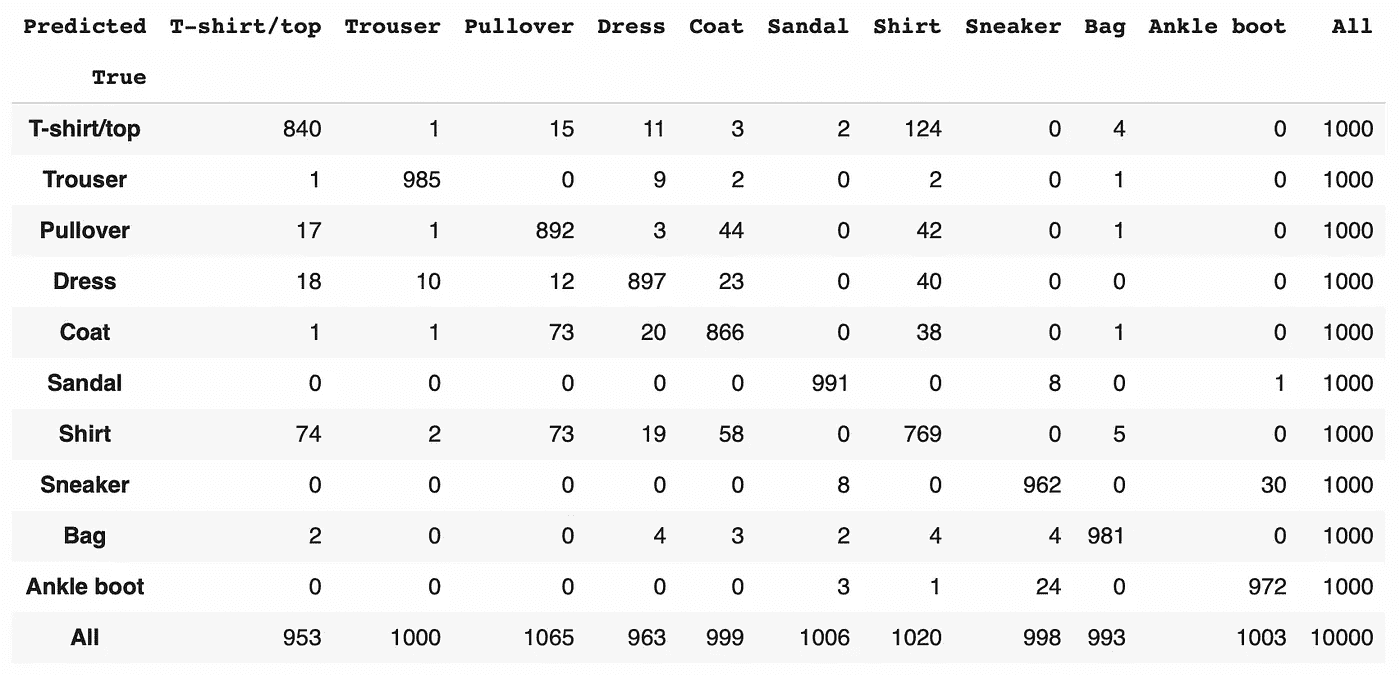 Predicted T-shirt/top Trouser Pullover Dress Coat Sandal Shirt Sneaker Bag Ankle boot All
True
T-shirt/top 840 1 15 11 3 2 124 0 4 0 1000
Trouser 1 985 0 9 2 0 2 0 1 0 1000
Pullover 17 1 892 3 44 0 42 0 1 0 1000
Dress 18 10 12 897 23 0 40 0 0 0 1000
Coat 1 1 73 20 866 0 38 0 1 0 1000
Sandal 0 0 0 0 0 991 0 8 0 1 1000
Shirt 74 2 73 19 58 0 769 0 5 0 1000
Sneaker 0 0 0 0 0 8 0 962 0 30 1000
Bag 2 0 0 4 3 2 4 4 981 0 1000
Ankle boot 0 0 0 0 0 3 1 24 0 972 1000
All 953 1000 1065 963 999 1006 1020 998 993 1003 10000